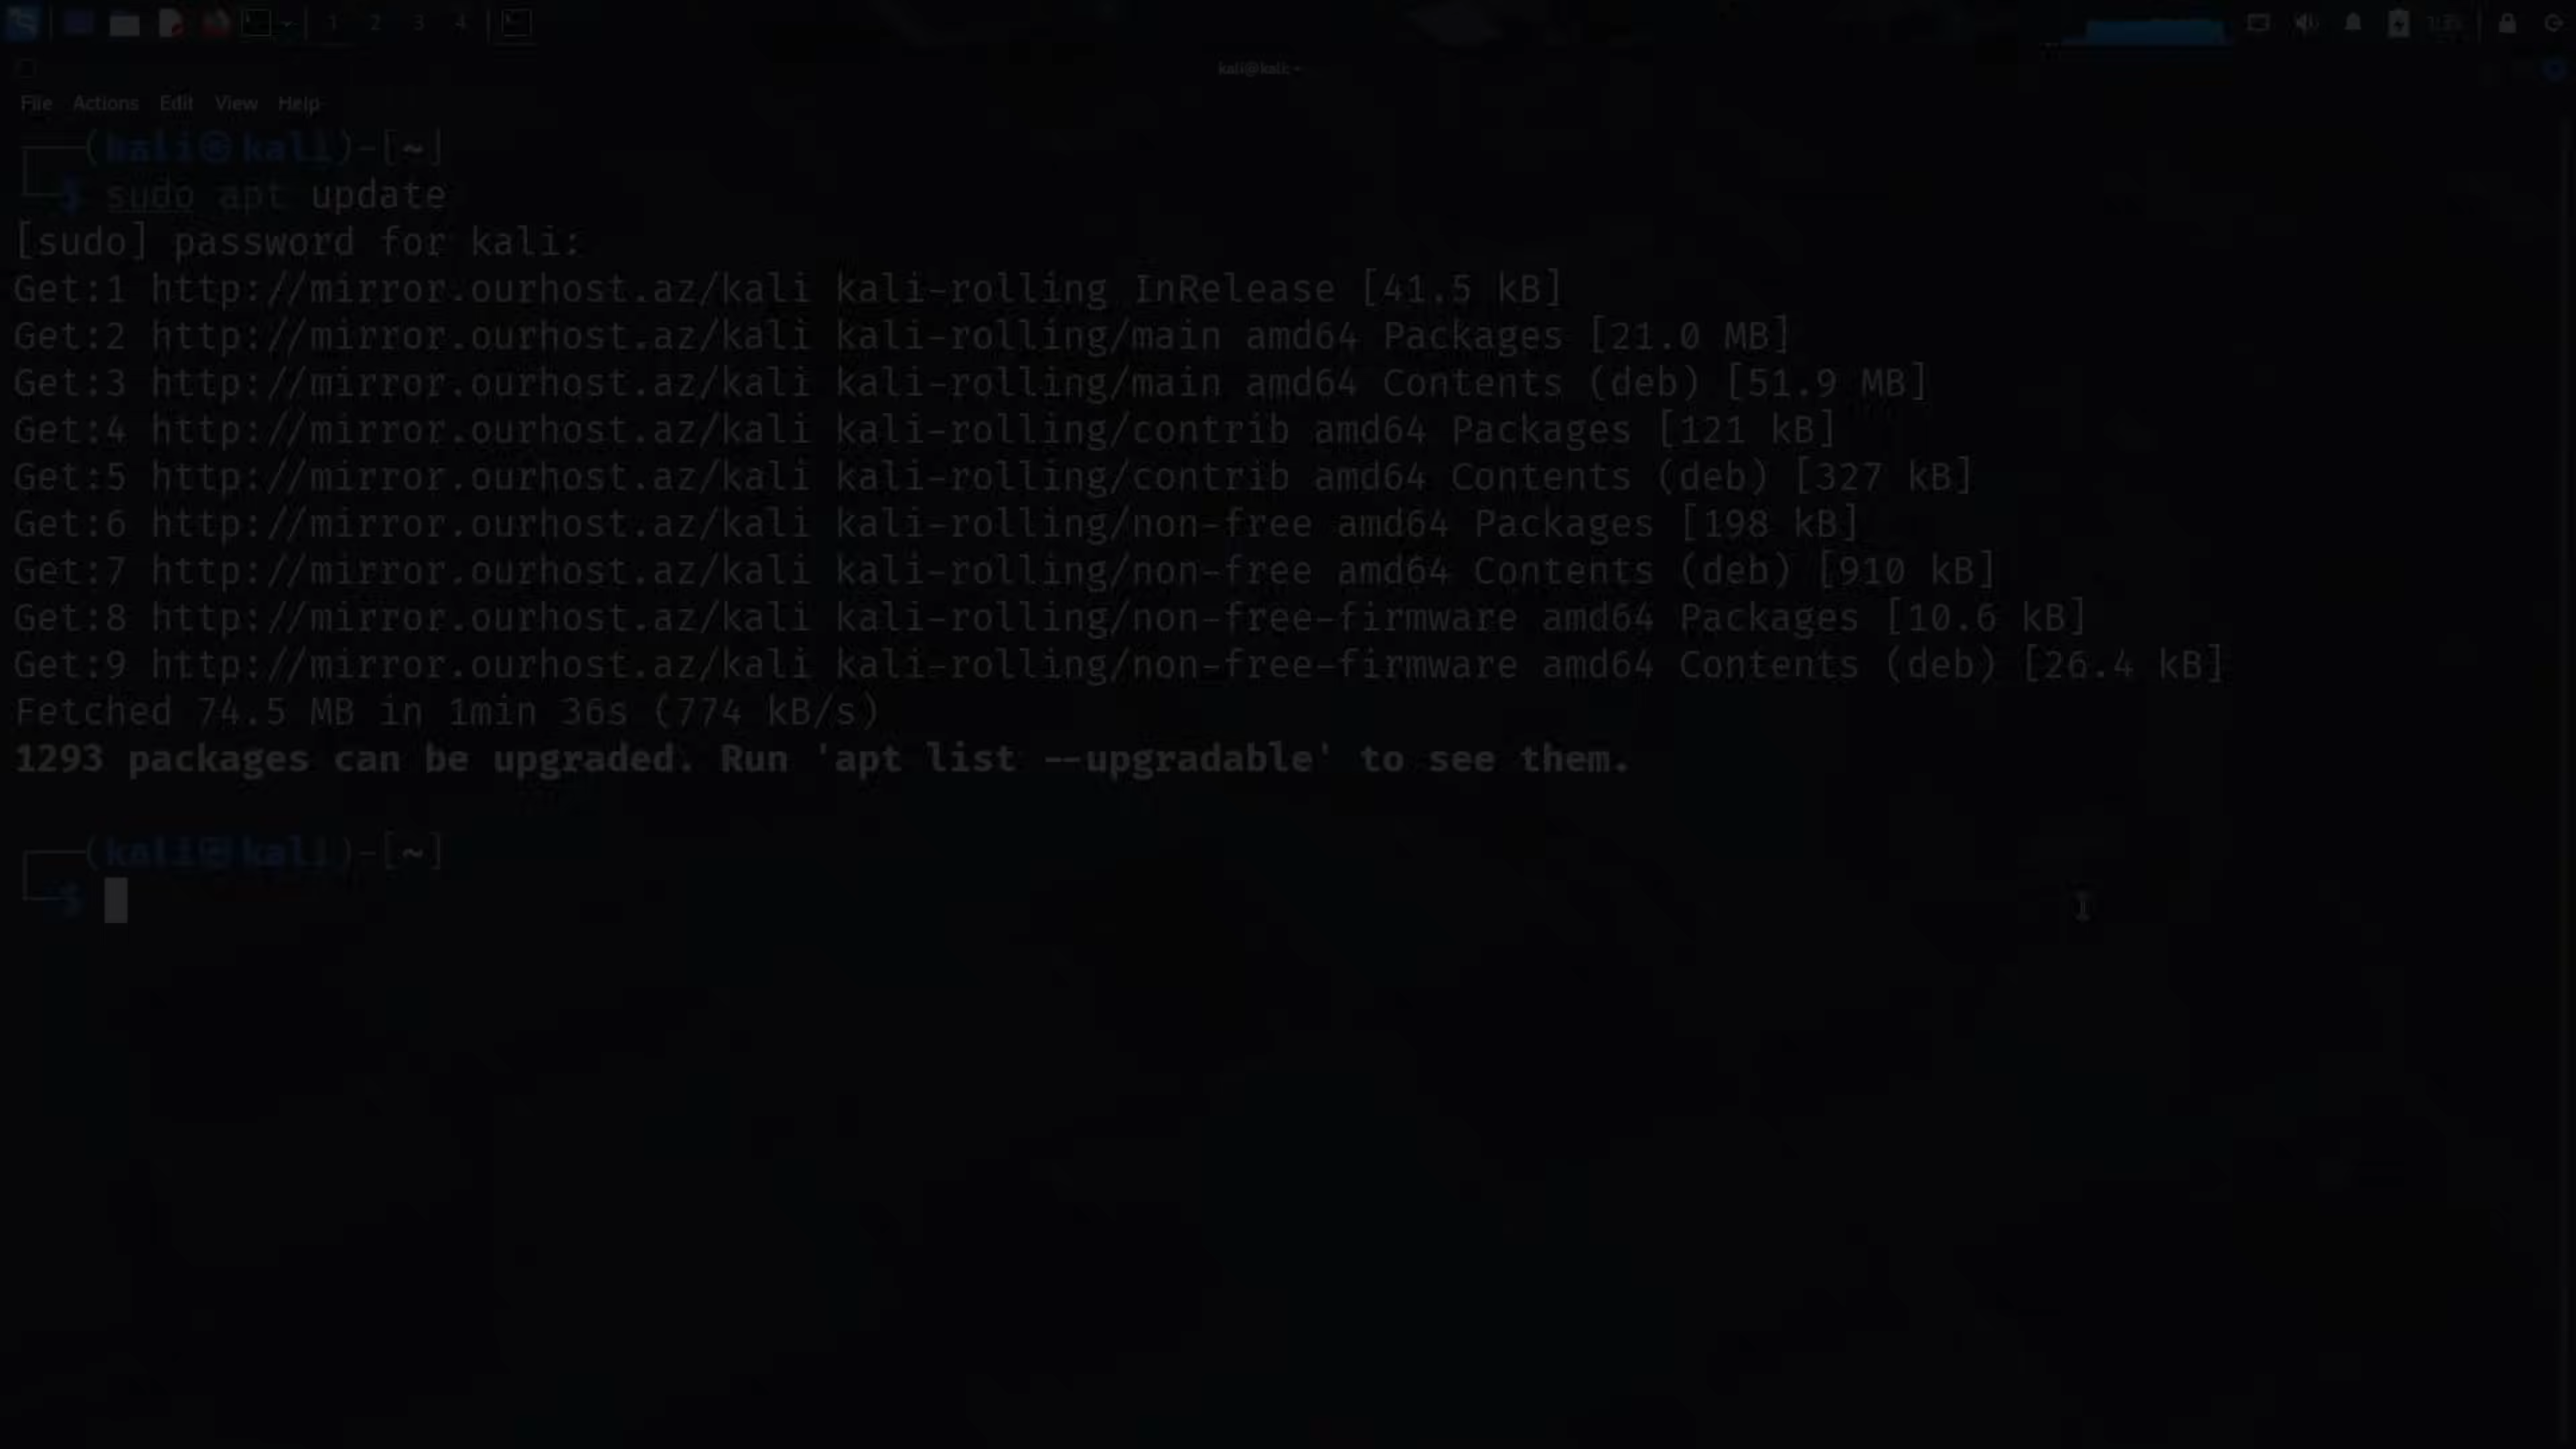 1 2 3 4
kali@kali: ~
File Actions Edit View Help
(kali㉿kali)-[~]
$ sudo apt update
[sudo] password for kali:
Get:1 http://mirror.ourhost.az/kali kali-rolling InRelease [41.5 kB]
Get:2 http://mirror.ourhost.az/kali kali-rolling/main amd64 Packages [21.0 MB]
Get:3 http://mirror.ourhost.az/kali kali-rolling/main amd64 Contents (deb) [51.9 MB]
Get:4 http://mirror.ourhost.az/kali kali-rolling/contrib amd64 Packages [121 kB]
Get:5 http://mirror.ourhost.az/kali kali-rolling/contrib amd64 Contents (deb) [327 kB]
Get:6 http://mirror.ourhost.az/kali kali-rolling/non-free amd64 Packages [198 kB]
Get:7 http://mirror.ourhost.az/kali kali-rolling/non-free amd64 Contents (deb) [910 kB]
Get:8 http://mirror.ourhost.az/kali kali-rolling/non-free-firmware amd64 Packages [10.6 kB]
Get:9 http://mirror.ourhost.az/kali kali-rolling/non-free-firmware amd64 Contents (deb) [26.4 kB]
Fetched 74.5 MB in 1min 36s (774 kB/s)
1293 packages can be upgraded. Run 'apt list --upgradable' to see them.
(kali㉿kali)-[~]
$